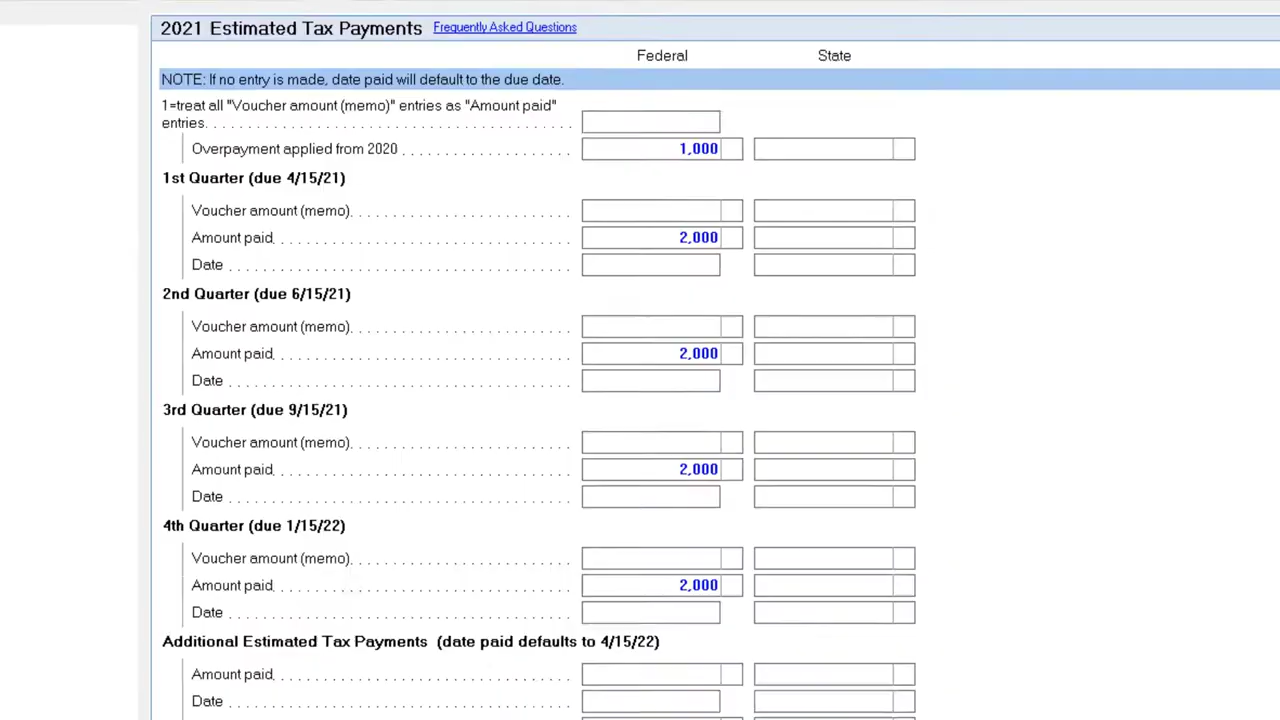 2021 Estimated Tax Payments Frequently Asked Questions
Federal State
NOTE: If no entry is made, date paid will default to the due date.
1=treat all "Voucher amount (memo)" entries as "Amount paid"
entries. . . . . . . . . . . . . . . . . . . . . . . . . . . . . . . . . . . . . . . .
Overpayment applied from 2020 . . . . . . . . . . . . . . . . . . 1,000
1st Quarter (due 4/15/21)
Voucher amount (memo). . . . . . . . . . . . . . . . . . . . . . .
Amount paid. . . . . . . . . . . . . . . . . . . . . . . . . . . . . . . 2,000
Date . . . . . . . . . . . . . . . . . . . . . . . . . . . . . . . . . . . . .
2nd Quarter (due 6/15/21)
Voucher amount (memo). . . . . . . . . . . . . . . . . . . . . . .
Amount paid. . . . . . . . . . . . . . . . . . . . . . . . . . . . . . . 2,000
Date . . . . . . . . . . . . . . . . . . . . . . . . . . . . . . . . . . . . .
3rd Quarter (due 9/15/21)
Voucher amount (memo). . . . . . . . . . . . . . . . . . . . . . .
Amount paid. . . . . . . . . . . . . . . . . . . . . . . . . . . . . . . 2,000
Date . . . . . . . . . . . . . . . . . . . . . . . . . . . . . . . . . . . . .
4th Quarter (due 1/15/22)
Voucher amount (memo). . . . . . . . . . . . . . . . . . . . . . .
Amount paid. . . . . . . . . . . . . . . . . . . . . . . . . . . . . . . 2,000
Date . . . . . . . . . . . . . . . . . . . . . . . . . . . . . . . . . . . . .
Additional Estimated Tax Payments (date paid defaults to 4/15/22)
Amount paid. . . . . . . . . . . . . . . . . . . . . . . . . . . . . . .
Date . . . . . . . . . . . . . . . . . . . . . . . . . . . . . . . . . . . . .